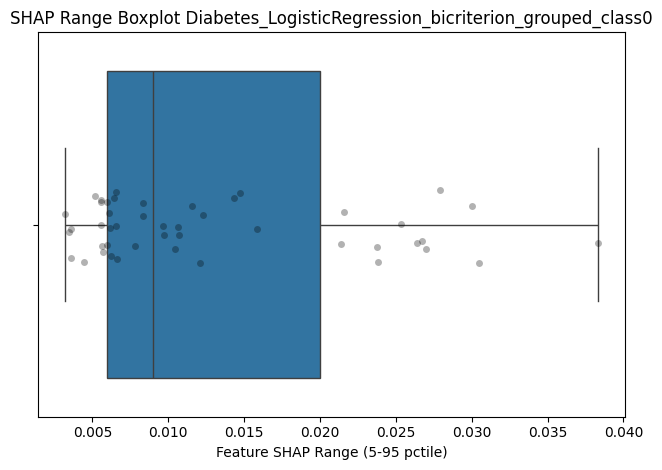 SHAP Range Boxplot Diabetes_LogisticRegression_bicriterion_grouped_class0
0.005 0.010 0.015 0.020 0.025 0.030 0.035 0.040
Feature SHAP Range (5-95 pctile)